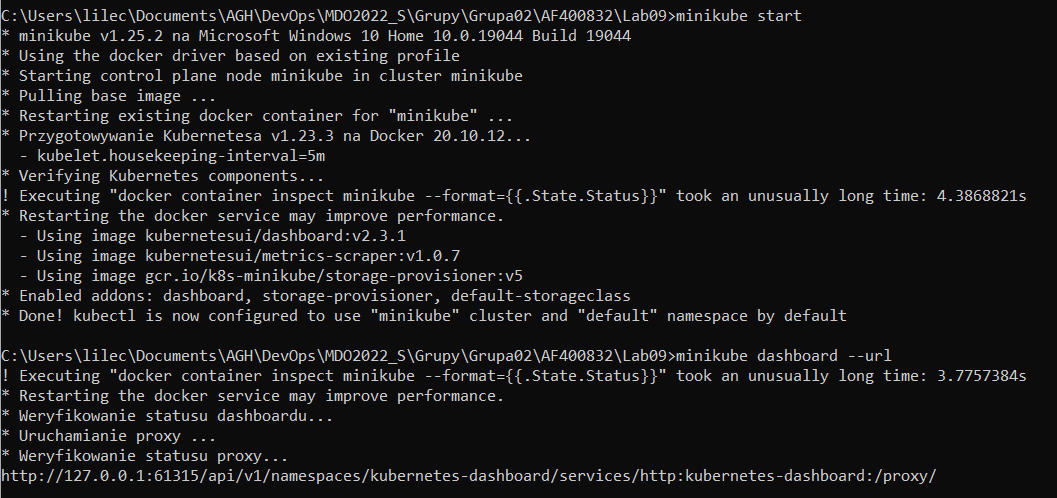 C:\Users\lilec\Documents\AGH\DevOps\MDO2022_S\Grupy\Grupa02\AF400832\Lab09>minikube start
* minikube v1.25.2 na Microsoft Windows 10 Home 10.0.19044 Build 19044
* Using the docker driver based on existing profile
* Starting control plane node minikube in cluster minikube
* Pulling base image ...
* Restarting existing docker container for "minikube" ...
* Przygotowywanie Kubernetesa v1.23.3 na Docker 20.10.12...
  - kubelet.housekeeping-interval=5m
* Verifying Kubernetes components...
! Executing "docker container inspect minikube --format={{.State.Status}}" took an unusually long time: 4.3868821s
* Restarting the docker service may improve performance.
  - Using image kubernetesui/dashboard:v2.3.1
  - Using image kubernetesui/metrics-scraper:v1.0.7
  - Using image gcr.io/k8s-minikube/storage-provisioner:v5
* Enabled addons: dashboard, storage-provisioner, default-storageclass
* Done! kubectl is now configured to use "minikube" cluster and "default" namespace by default
C:\Users\lilec\Documents\AGH\DevOps\MDO2022_S\Grupy\Grupa02\AF400832\Lab09>minikube dashboard --url
! Executing "docker container inspect minikube --format={{.State.Status}}" took an unusually long time: 3.7757384s
* Restarting the docker service may improve performance.
* Weryfikowanie statusu dashboardu...
* Uruchamianie proxy ...
* Weryfikowanie statusu proxy...
http://127.0.0.1:61315/api/v1/namespaces/kubernetes-dashboard/services/http:kubernetes-dashboard:/proxy/